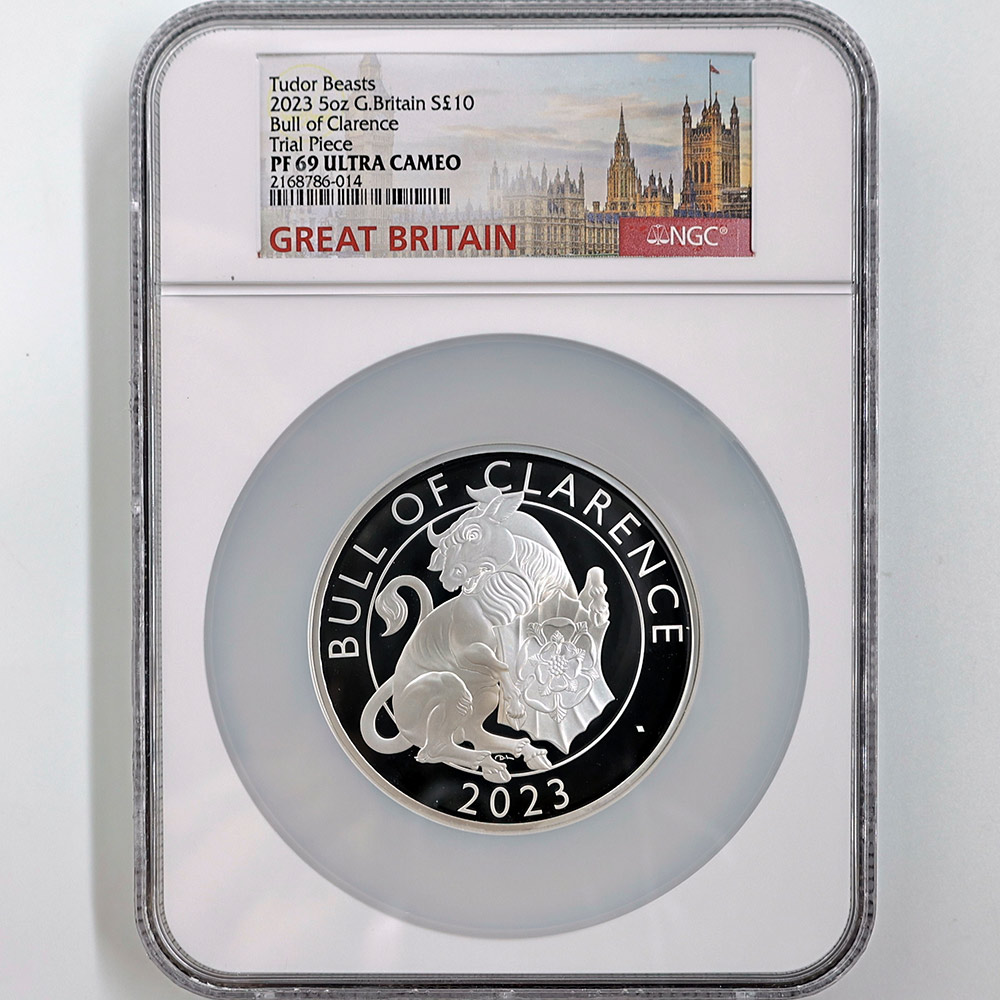 Tudor Beasts
2023 5oz G.Britain S£10
Bull of Clarence
Trial Piece
PF 69 ULTRA CAMEO
2168786-014
GREAT BRITAIN
NGC®
BULL OF CLARENCE
2023